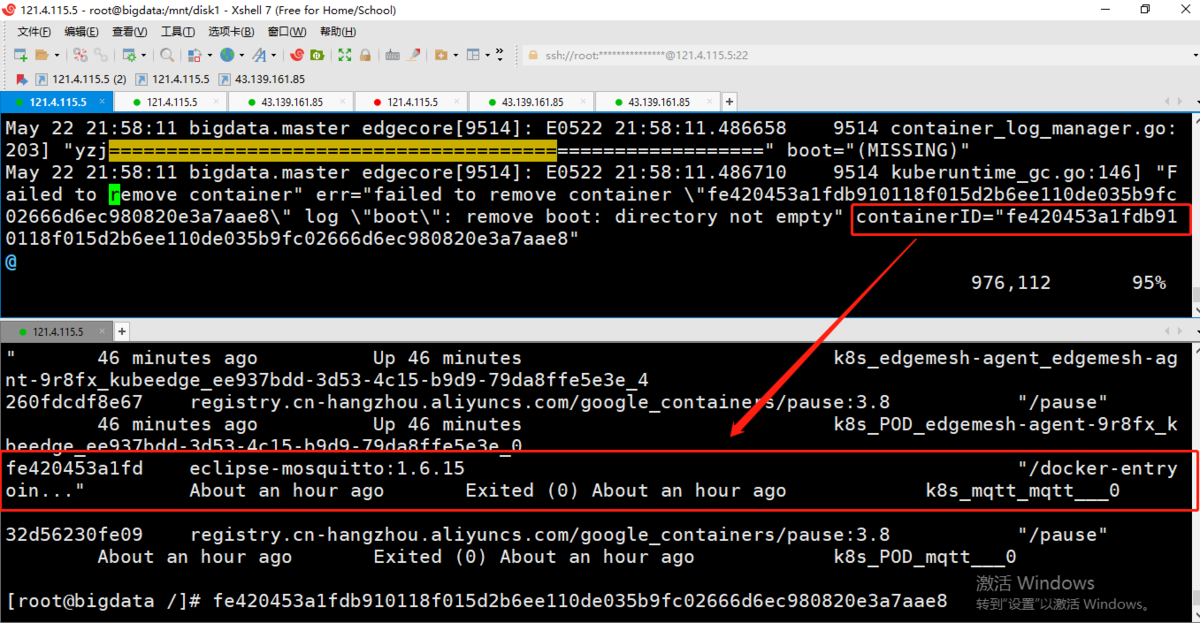 121.4.115.5 - root@bigdata:/mnt/disk1 - Xshell 7 (Free for Home/School)
文件(F) 编辑(E) 查看(V) 工具(T) 选项卡(B) 窗口(W) 帮助(H)
ssh://root:***************@121.4.115.5:22
121.4.115.5 (2) 121.4.115.5 43.139.161.85
121.4.115.5 × 121.4.115.5 × 43.139.161.85 × 121.4.115.5 × 43.139.161.85 × 43.139.161.85 × +
May 22 21:58:11 bigdata.master edgecore[9514]: E0522 21:58:11.486658    9514 container_log_manager.go:
203] "yzj=========================================================" boot="(MISSING)"
May 22 21:58:11 bigdata.master edgecore[9514]: E0522 21:58:11.486710    9514 kuberuntime_gc.go:146] "F
ailed to remove container" err="failed to remove container \"fe420453a1fdb910118f015d2b6ee110de035b9fc
02666d6ec980820e3a7aae8\" log \"boot\": remove boot: directory not empty" containerID="fe420453a1fdb91
0118f015d2b6ee110de035b9fc02666d6ec980820e3a7aae8"
@
976,112 95%
121.4.115.5 × +
" 46 minutes ago Up 46 minutes k8s_edgemesh-agent_edgemesh-ag
nt-9r8fx_kubeedge_ee937bdd-3d53-4c15-b9d9-79da8ffe5e3e_4
260fdcdf8e67 registry.cn-hangzhou.aliyuncs.com/google_containers/pause:3.8 "/pause"
46 minutes ago Up 46 minutes k8s_POD_edgemesh-agent-9r8fx_k
beedge_ee937bdd-3d53-4c15-b9d9-79da8ffe5e3e_0
fe420453a1fd eclipse-mosquitto:1.6.15 "/docker-entry
oin..." About an hour ago Exited (0) About an hour ago k8s_mqtt_mqtt___0
32d56230fe09 registry.cn-hangzhou.aliyuncs.com/google_containers/pause:3.8 "/pause"
About an hour ago Exited (0) About an hour ago k8s_POD_mqtt___0
[root@bigdata /]# fe420453a1fdb910118f015d2b6ee110de035b9fc02666d6ec980820e3a7aae8
激活 Windows
转到"设置"以激活 Windows。